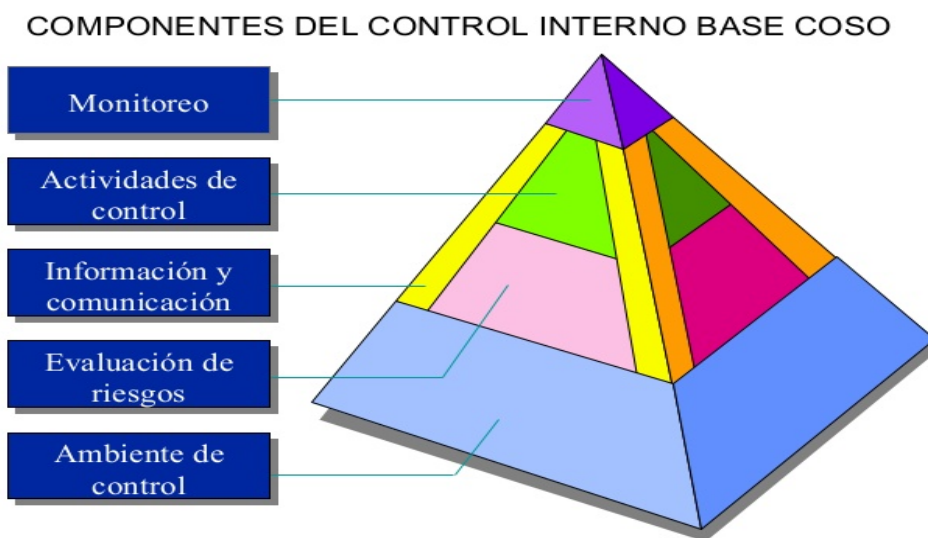 COMPONENTES DEL CONTROL INTERNO BASE COSO
Monitoreo
Actividades de
control
Información y
comunicación
Evaluación de
riesgos
Ambiente de
control